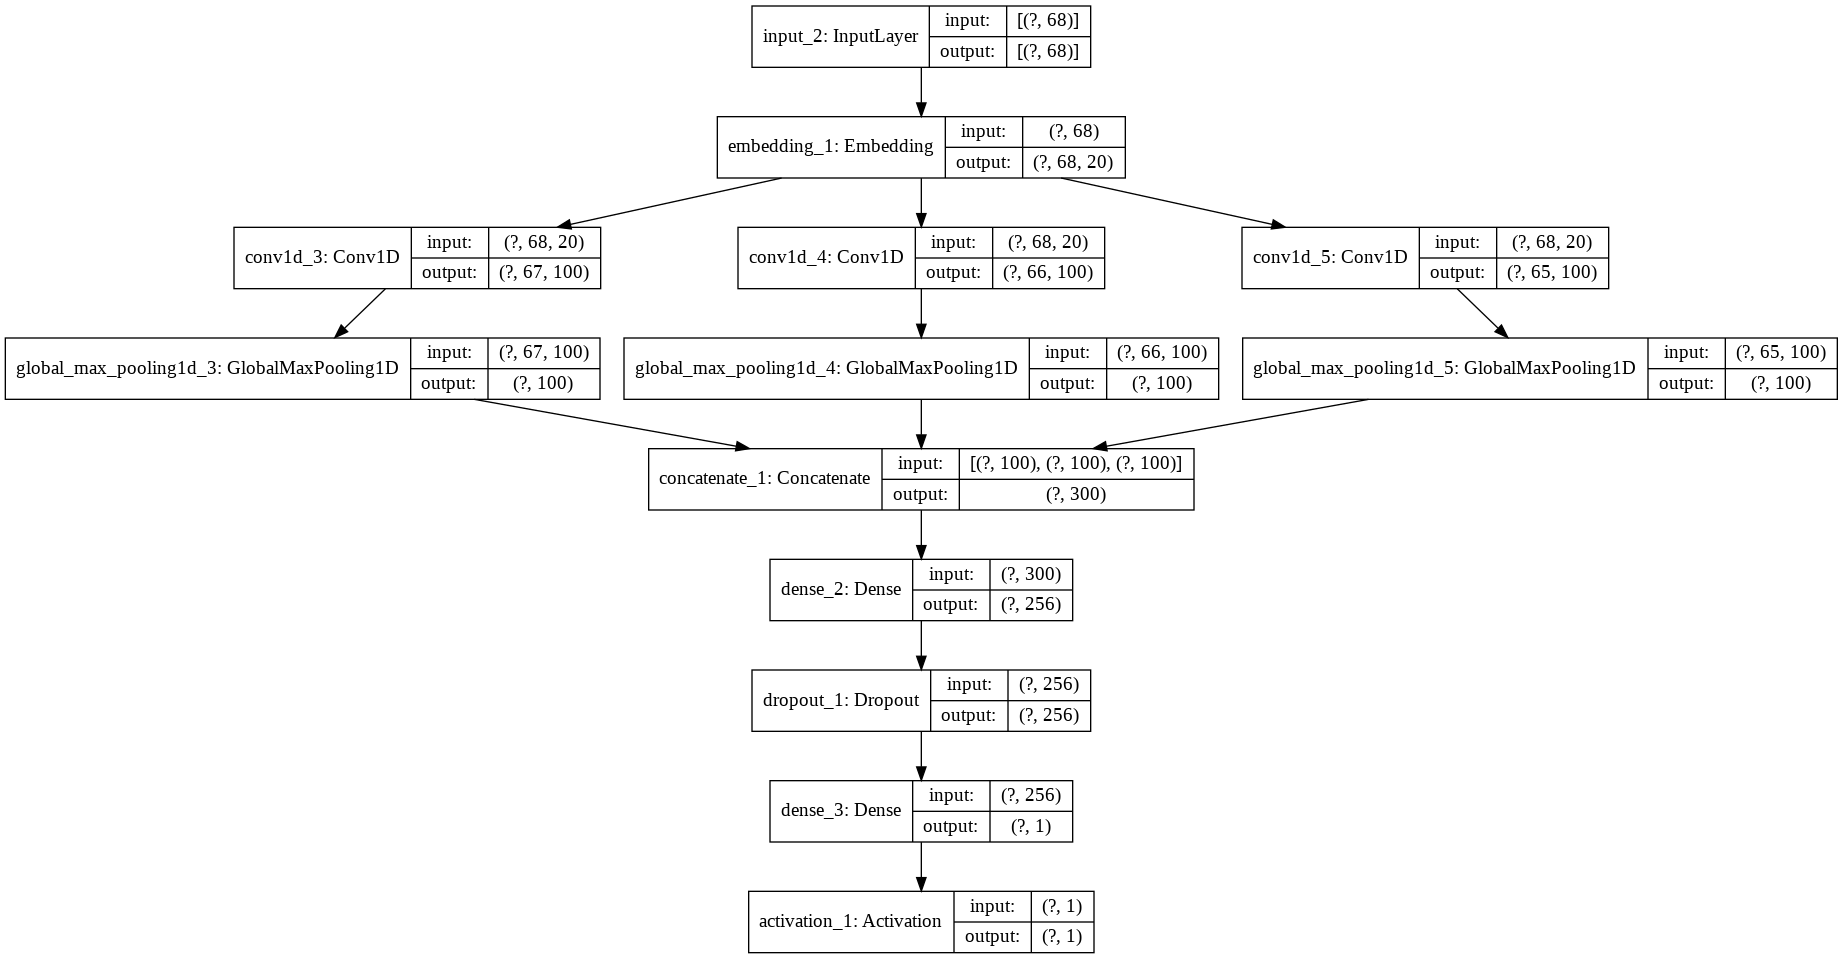 input_2: InputLayer
input: [(?, 68)]
output: [(?, 68)]
embedding_1: Embedding
input: (?, 68)
output: (?, 68, 20)
conv1d_3: Conv1D
input: (?, 68, 20)
output: (?, 67, 100)
conv1d_4: Conv1D
input: (?, 68, 20)
output: (?, 66, 100)
conv1d_5: Conv1D
input: (?, 68, 20)
output: (?, 65, 100)
global_max_pooling1d_3: GlobalMaxPooling1D
input: (?, 67, 100)
output: (?, 100)
global_max_pooling1d_4: GlobalMaxPooling1D
input: (?, 66, 100)
output: (?, 100)
global_max_pooling1d_5: GlobalMaxPooling1D
input: (?, 65, 100)
output: (?, 100)
concatenate_1: Concatenate
input: [(?, 100), (?, 100), (?, 100)]
output: (?, 300)
dense_2: Dense
input: (?, 300)
output: (?, 256)
dropout_1: Dropout
input: (?, 256)
output: (?, 256)
dense_3: Dense
input: (?, 256)
output: (?, 1)
activation_1: Activation
input: (?, 1)
output: (?, 1)